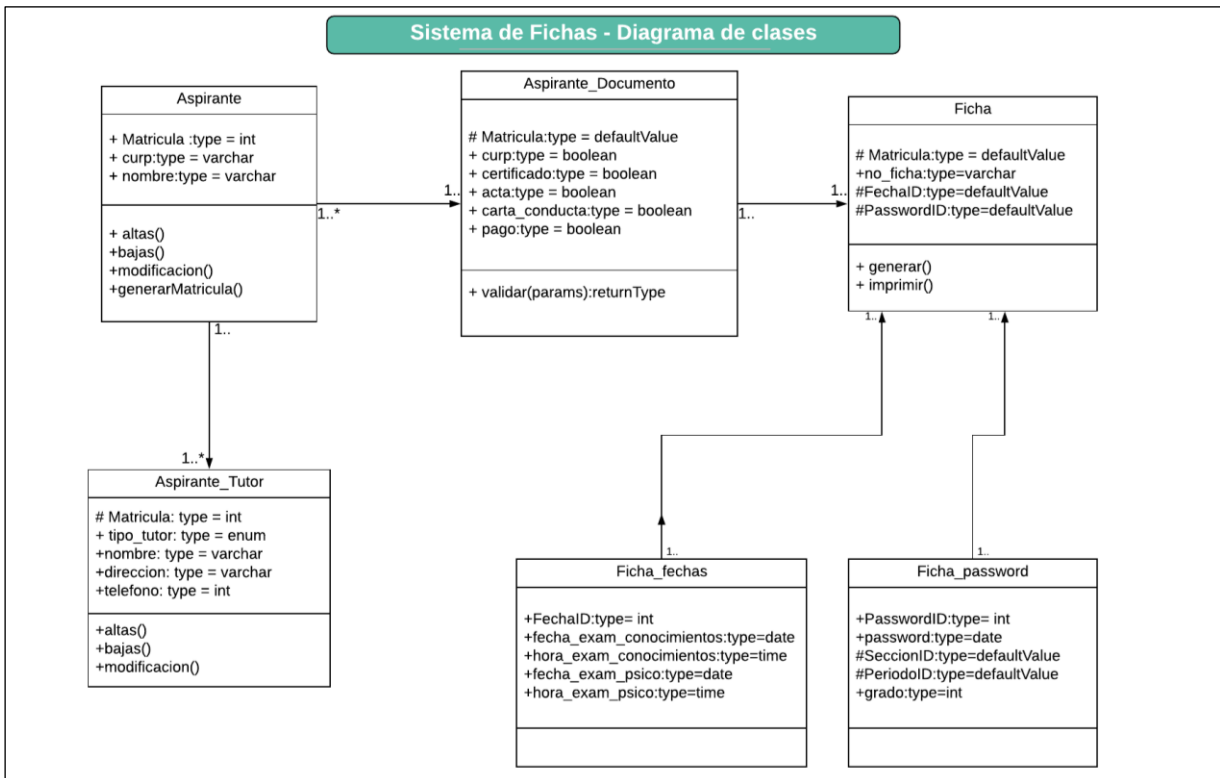 Sistema de Fichas - Diagrama de clases
Aspirante
+ Matricula :type = int
+ curp:type = varchar
+ nombre:type = varchar
+ altas()
+bajas()
+modificacion()
+generarMatricula()
1..*
1..
1..
Aspirante_Documento
# Matricula:type = defaultValue
+ curp:type = boolean
+ certificado:type = boolean
+ acta:type = boolean
+ carta_conducta:type = boolean
+ pago:type = boolean
+ validar(params):returnType
1..
1..
Ficha
# Matricula:type = defaultValue
+no_ficha:type=varchar
#FechaID:type=defaultValue
#PasswordID:type=defaultValue
+ generar()
+ imprimir()
1..
1..
1..*
Aspirante_Tutor
# Matricula: type = int
+ tipo_tutor: type = enum
+nombre: type = varchar
+direccion: type = varchar
+telefono: type = int
+altas()
+bajas()
+modificacion()
1..
Ficha_fechas
+FechaID:type= int
+fecha_exam_conocimientos:type=date
+hora_exam_conocimientos:type=time
+fecha_exam_psico:type=date
+hora_exam_psico:type=time
1..
Ficha_password
+PasswordID:type= int
+password:type=date
#SeccionID:type=defaultValue
#PeriodoID:type=defaultValue
+grado:type=int